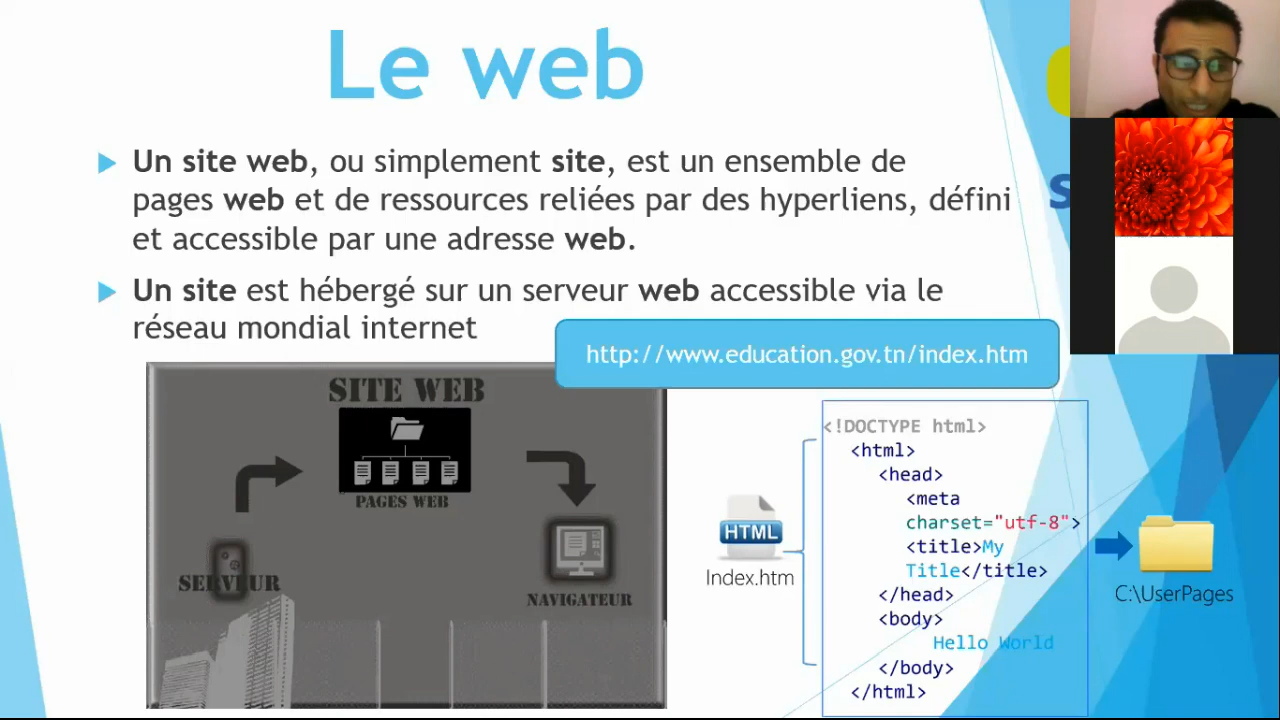 Le web
Un site web, ou simplement site, est un ensemble de
pages web et de ressources reliées par des hyperliens, défini
et accessible par une adresse web.
Un site est hébergé sur un serveur web accessible via le
réseau mondial internet
http://www.education.gov.tn/index.htm
SITE WEB
PAGES WEB
SERVEUR
NAVIGATEUR
HTML
Index.htm
<!DOCTYPE html>
<html>
<head>
<meta
charset="utf-8">
<title>My
Title</title>
</head>
<body>
Hello World
</body>
</html>
C:\UserPages